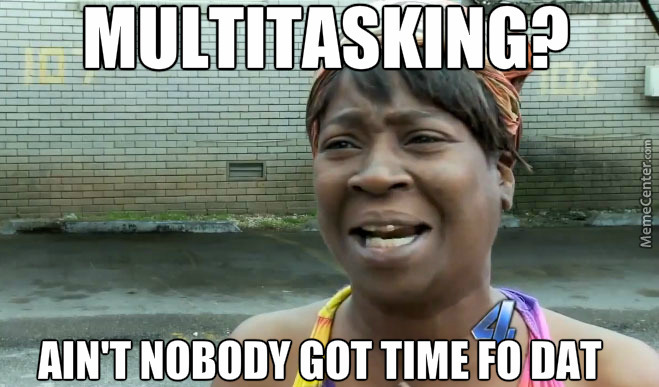 MULTITASKING?
MemeCenter.com
4
AIN'T NOBODY GOT TIME FO DAT